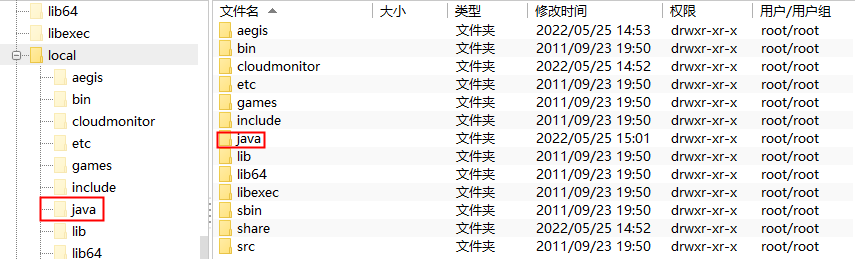 lib64
libexec
local
aegis
bin
cloudmonitor
etc
games
include
java
lib
lib64
文件名 大小 类型 修改时间 权限 用户/用户组
aegis 文件夹 2022/05/25 14:53 drwxr-xr-x root/root
bin 文件夹 2011/09/23 19:50 drwxr-xr-x root/root
cloudmonitor 文件夹 2022/05/25 14:52 drwxr-xr-x root/root
etc 文件夹 2011/09/23 19:50 drwxr-xr-x root/root
games 文件夹 2011/09/23 19:50 drwxr-xr-x root/root
include 文件夹 2011/09/23 19:50 drwxr-xr-x root/root
java 文件夹 2022/05/25 15:01 drwxr-xr-x root/root
lib 文件夹 2011/09/23 19:50 drwxr-xr-x root/root
lib64 文件夹 2011/09/23 19:50 drwxr-xr-x root/root
libexec 文件夹 2011/09/23 19:50 drwxr-xr-x root/root
sbin 文件夹 2011/09/23 19:50 drwxr-xr-x root/root
share 文件夹 2022/05/25 14:52 drwxr-xr-x root/root
src 文件夹 2011/09/23 19:50 drwxr-xr-x root/root